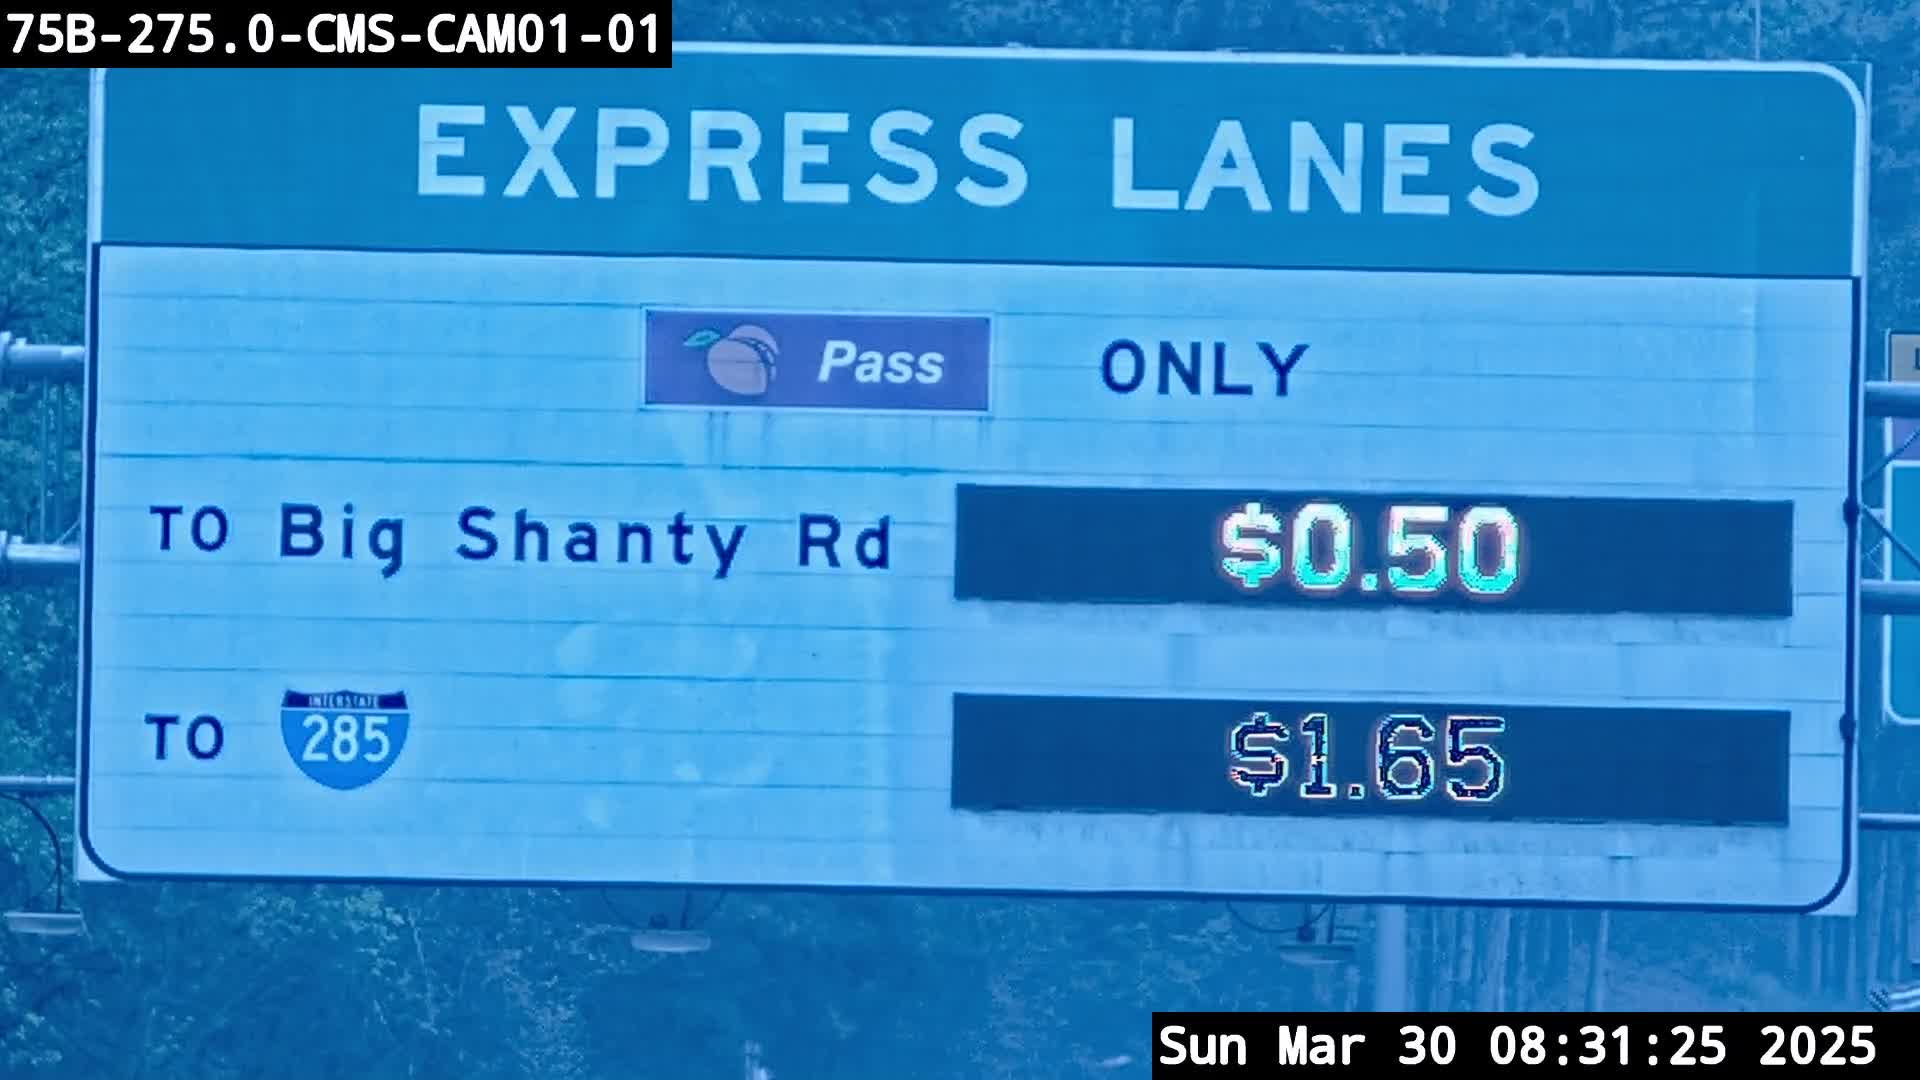 75B-275.0-CMS-CAM01-01
EXPRESS LANES
Pass ONLY
TO Big Shanty Rd $0.50
TO INTERSTATE 285 $1.65
Sun Mar 30 08:31:25 2025